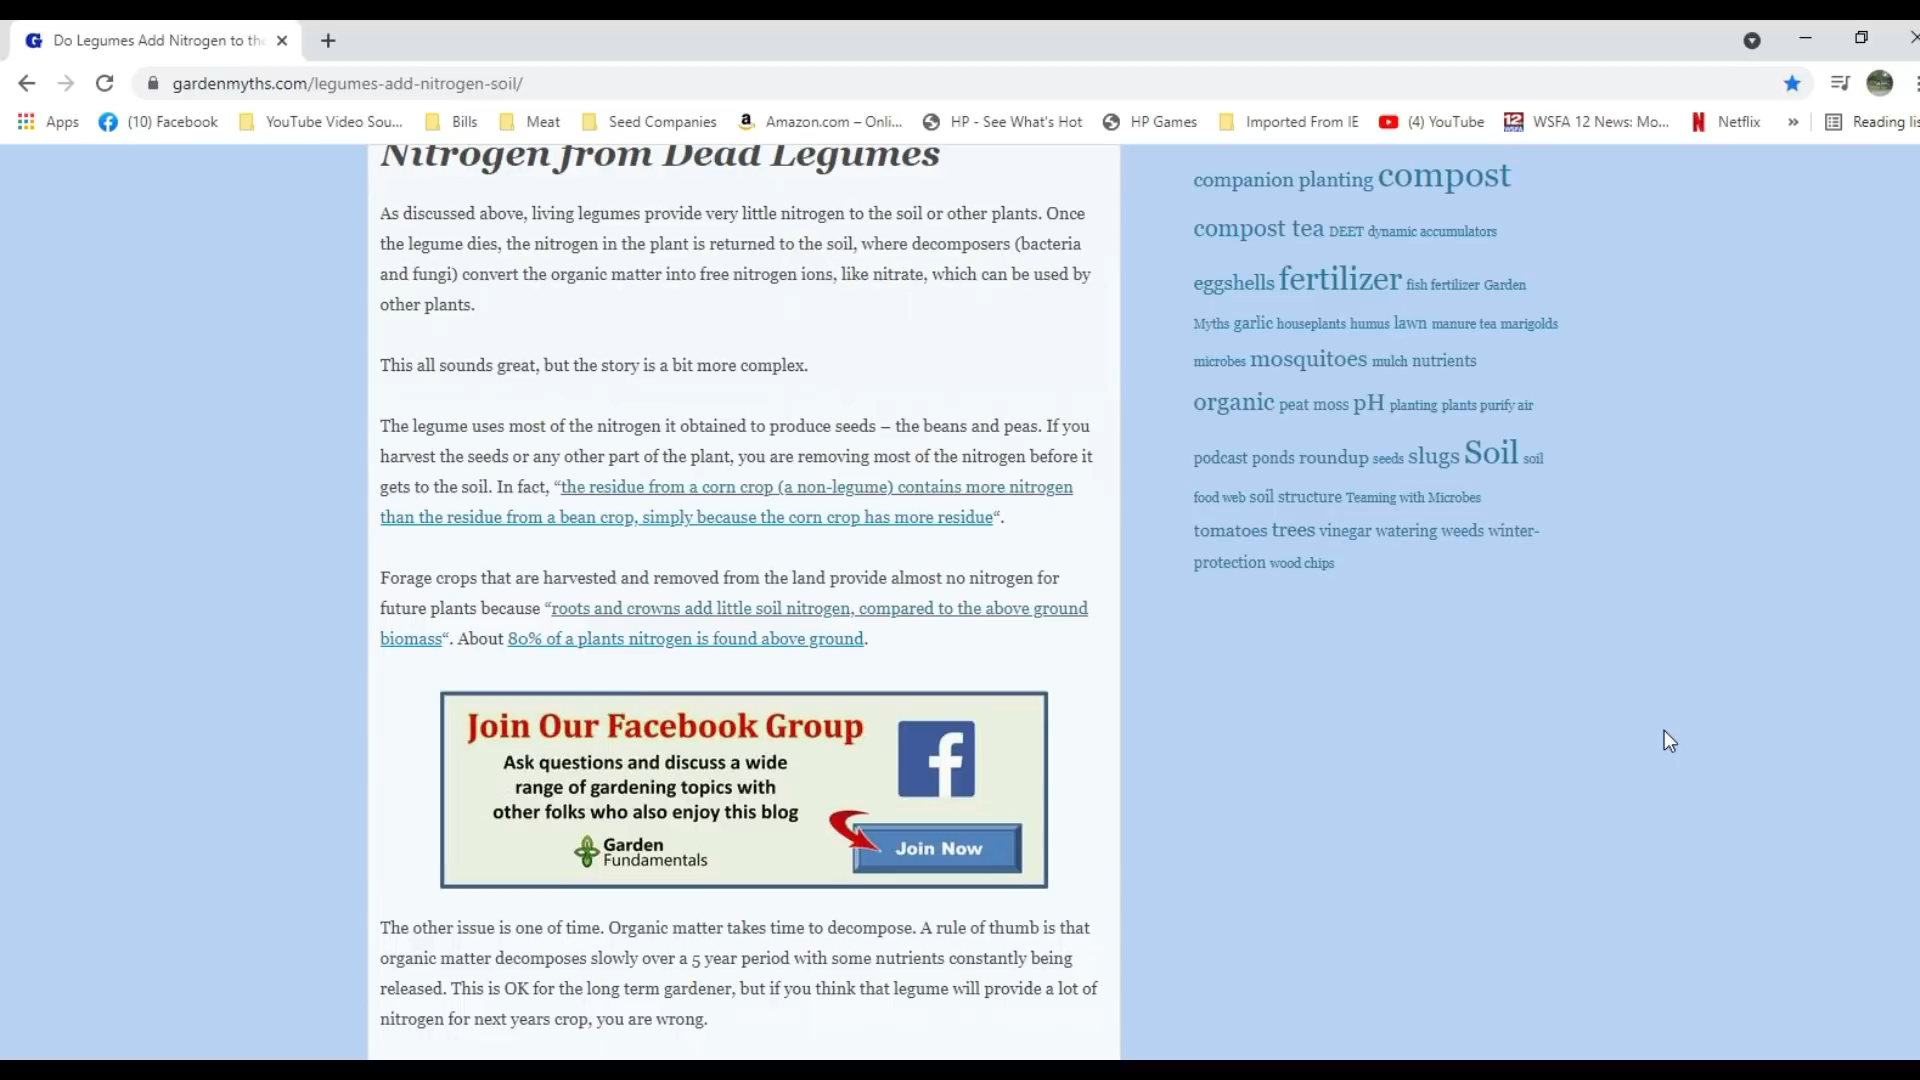 Do Legumes Add Nitrogen to the
gardenmyths.com/legumes-add-nitrogen-soil/
Apps (10) Facebook YouTube Video Sou... Bills Meat Seed Companies Amazon.com – Onli... HP - See What's Hot HP Games Imported From IE (4) YouTube WSFA 12 News: Mo... Netflix » Reading lis
Nitrogen from Dead Legumes
As discussed above, living legumes provide very little nitrogen to the soil or other plants. Once
the legume dies, the nitrogen in the plant is returned to the soil, where decomposers (bacteria
and fungi) convert the organic matter into free nitrogen ions, like nitrate, which can be used by
other plants.
This all sounds great, but the story is a bit more complex.
The legume uses most of the nitrogen it obtained to produce seeds – the beans and peas. If you
harvest the seeds or any other part of the plant, you are removing most of the nitrogen before it
gets to the soil. In fact, “the residue from a corn crop (a non-legume) contains more nitrogen
than the residue from a bean crop, simply because the corn crop has more residue“.
Forage crops that are harvested and removed from the land provide almost no nitrogen for
future plants because “roots and crowns add little soil nitrogen, compared to the above ground
biomass“. About 80% of a plants nitrogen is found above ground.
Join Our Facebook Group
Ask questions and discuss a wide
range of gardening topics with
other folks who also enjoy this blog
Garden
Fundamentals
f
Join Now
The other issue is one of time. Organic matter takes time to decompose. A rule of thumb is that
organic matter decomposes slowly over a 5 year period with some nutrients constantly being
released. This is OK for the long term gardener, but if you think that legume will provide a lot of
nitrogen for next years crop, you are wrong.
companion planting compost
compost tea DEET dynamic accumulators
eggshells fertilizer fish fertilizer Garden
Myths garlic houseplants humus lawn manure tea marigolds
microbes mosquitoes mulch nutrients
organic peat moss pH planting plants purify air
podcast ponds roundup seeds slugs Soil soil
food web soil structure Teaming with Microbes
tomatoes trees vinegar watering weeds winter-
protection wood chips